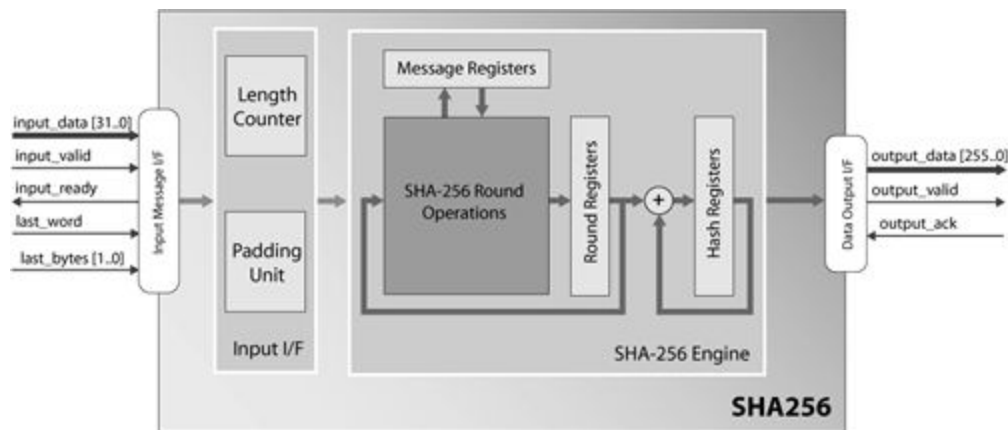 input_data [31..0]
input_valid
input_ready
last_word
last_bytes [1..0]
Input Message I/F
Length
Counter
Padding
Unit
Input I/F
Message Registers
SHA-256 Round
Operations
Round Registers
+
Hash Registers
SHA-256 Engine
Data Output I/F
output_data [255..0]
output_valid
output_ack
SHA256